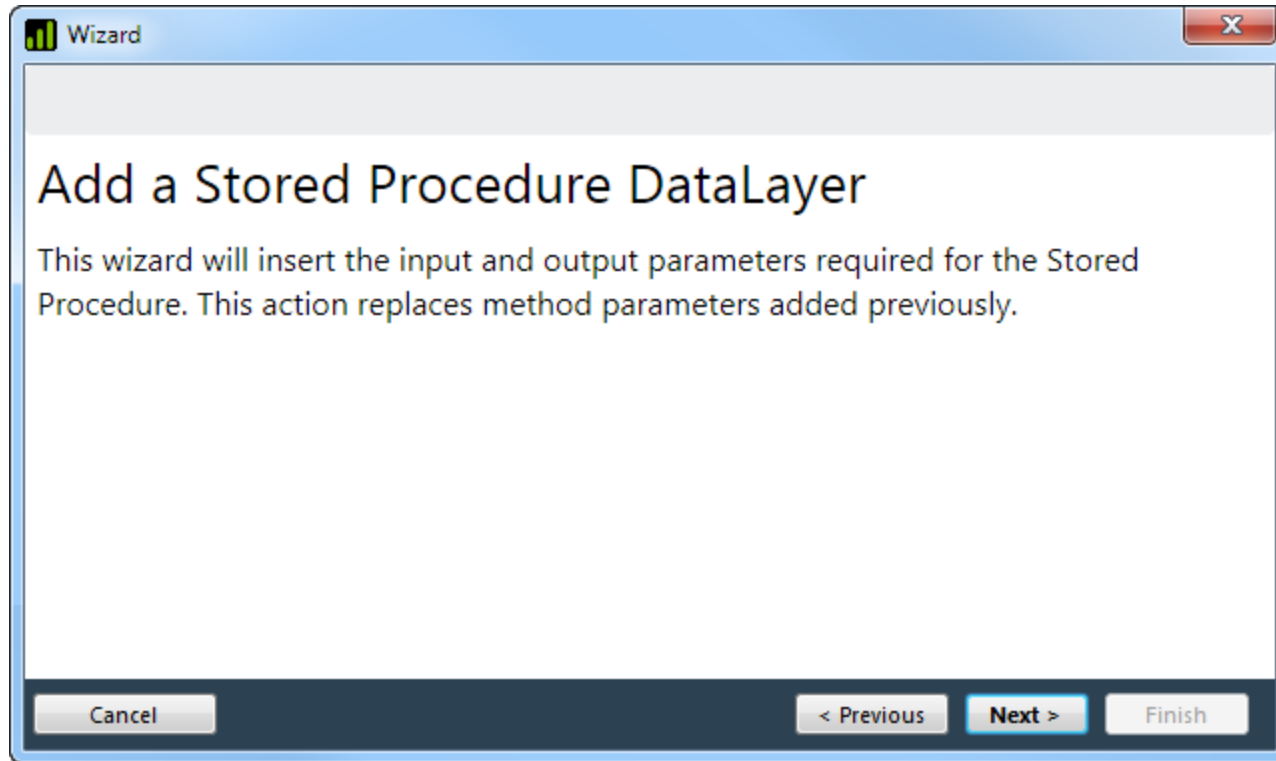 Wizard
X
Add a Stored Procedure DataLayer
This wizard will insert the input and output parameters required for the Stored
Procedure. This action replaces method parameters added previously.
Cancel
< Previous
Next >
Finish